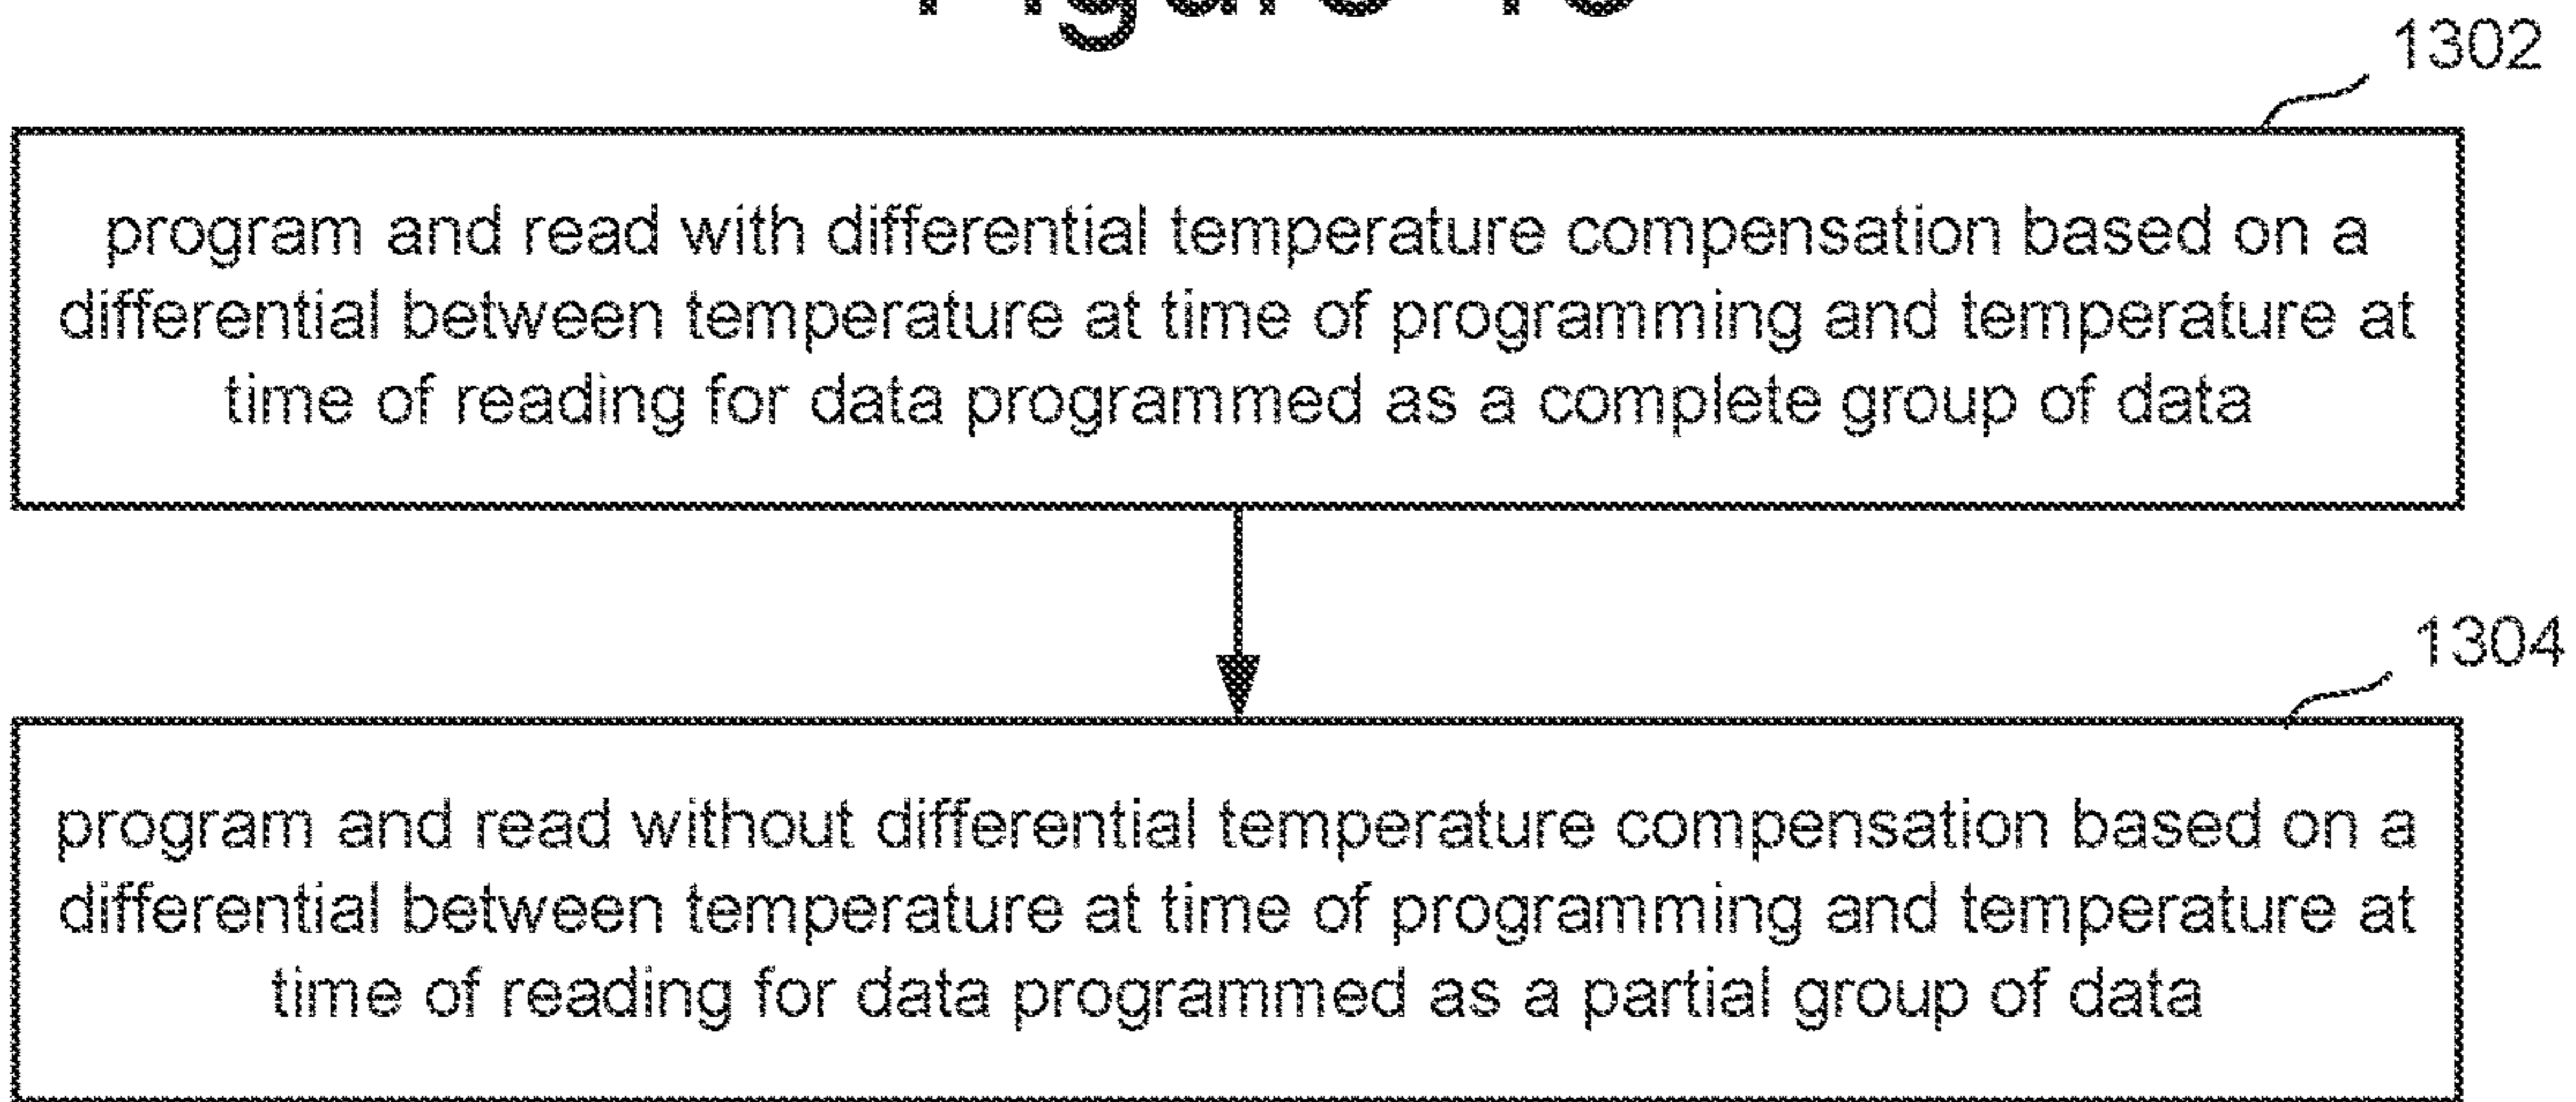 Figure
1302
program and read with differential temperature compensation based on a
differential between temperature at time of programming and temperature at
time of reading for data programmed as a complete group of data
1304
program and read without differential temperature compensation based on a
differential between temperature at time of programming and temperature at
time of reading for data programmed as a partial group of data